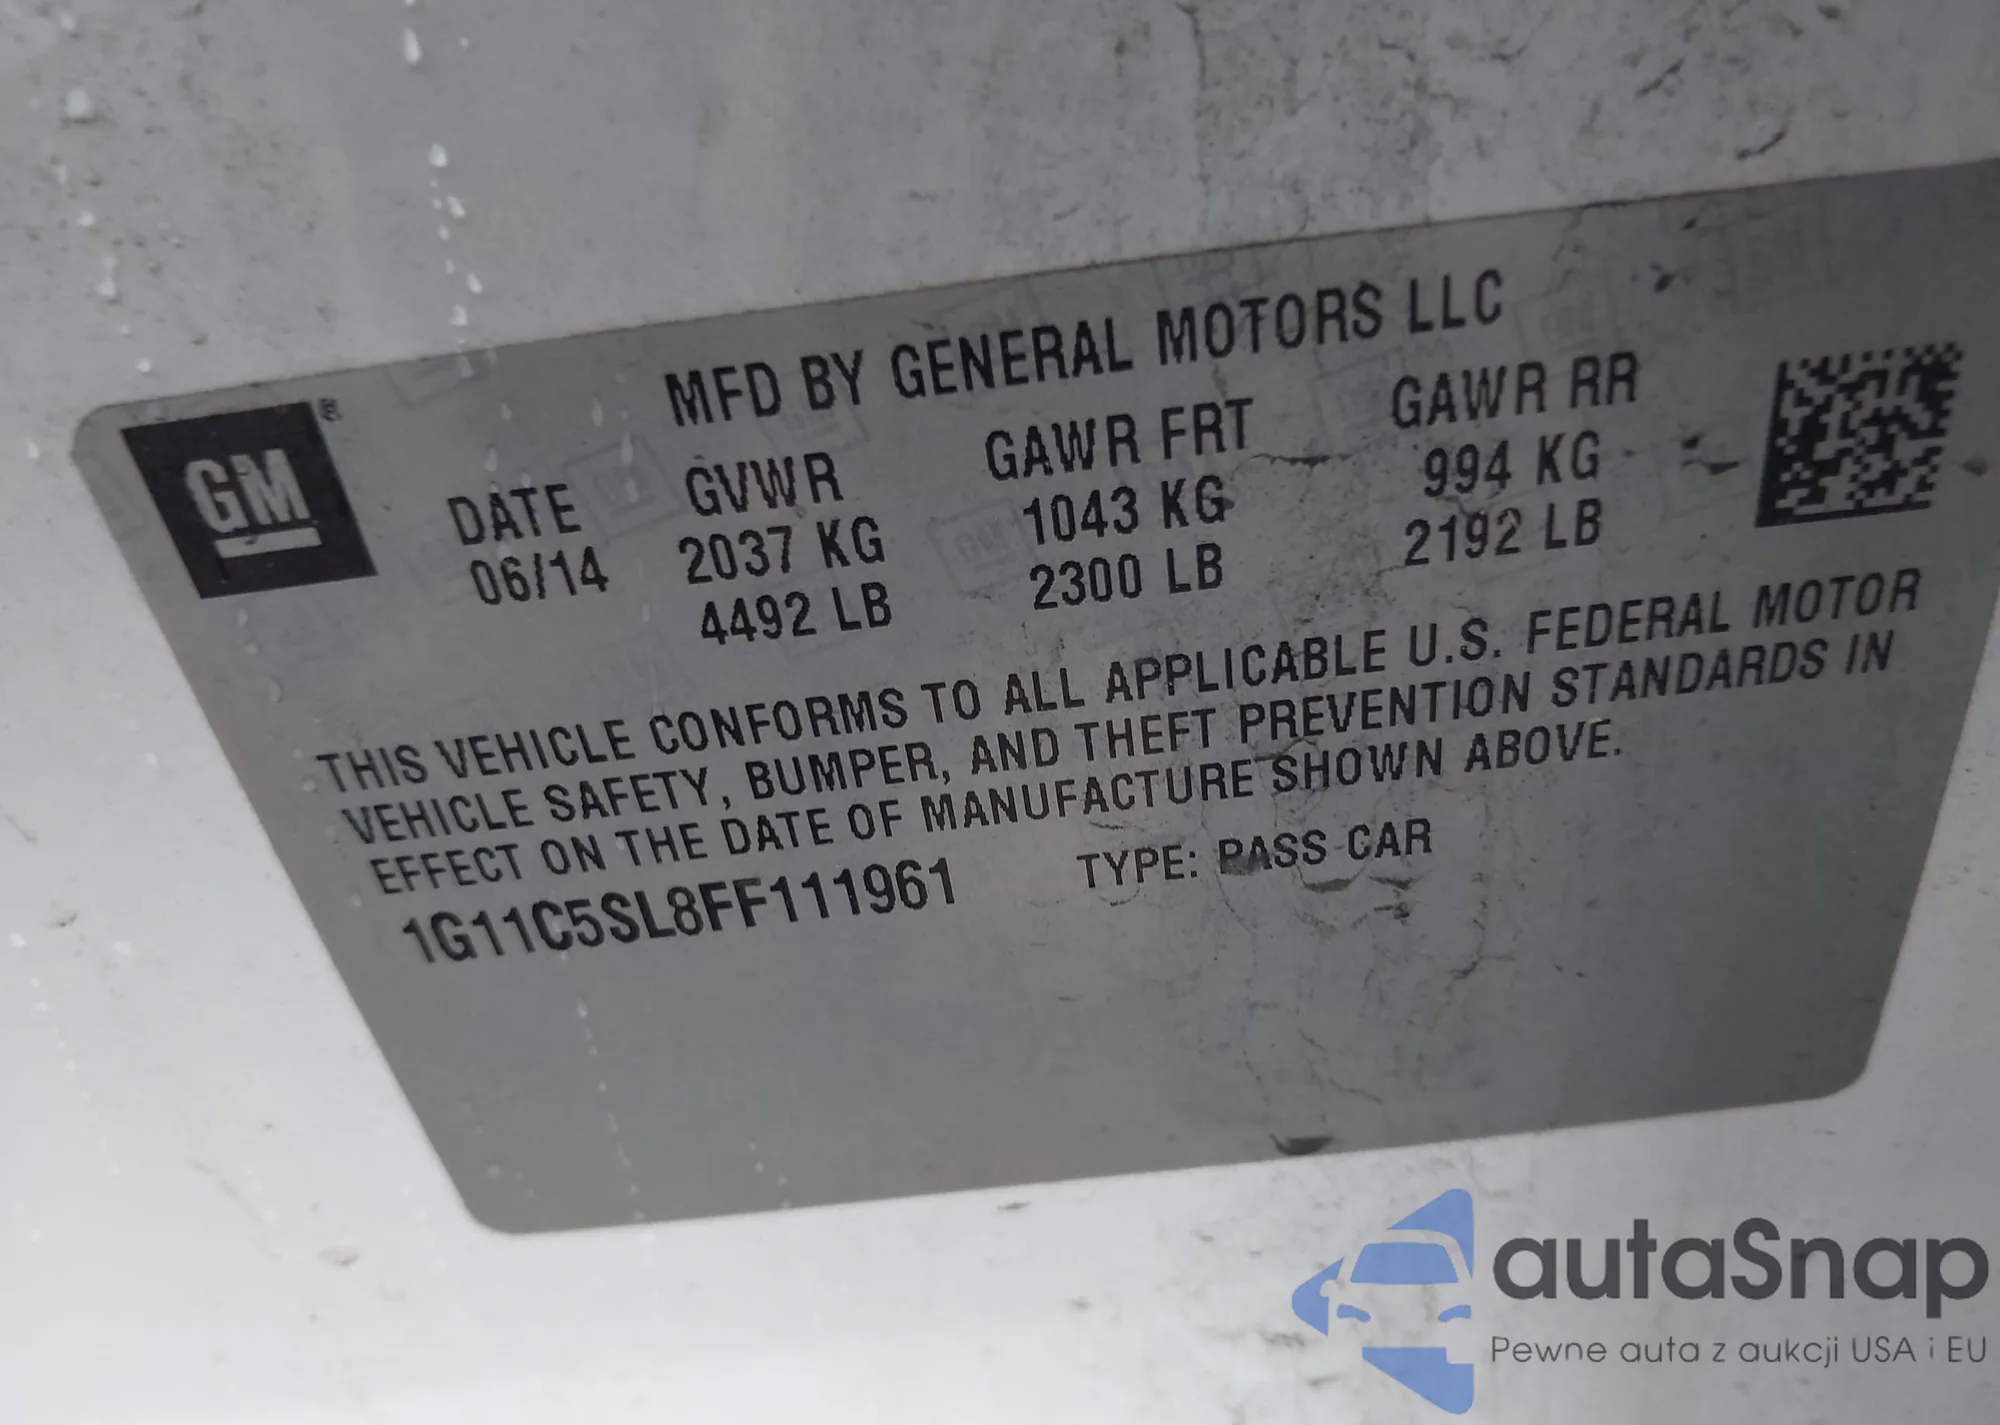 MFD BY GENERAL MOTORS LLC
GM ®
DATE GVWR GAWR FRT GAWR RR
06/14 2037 KG 1043 KG 994 KG
4492 LB 2300 LB 2192 LB
THIS VEHICLE CONFORMS TO ALL APPLICABLE U.S. FEDERAL MOTOR
VEHICLE SAFETY, BUMPER, AND THEFT PREVENTION STANDARDS IN
EFFECT ON THE DATE OF MANUFACTURE SHOWN ABOVE.
1G11C5SL8FF111961 TYPE: PASS CAR
autaSnap
Pewne auta z aukcji USA i EU